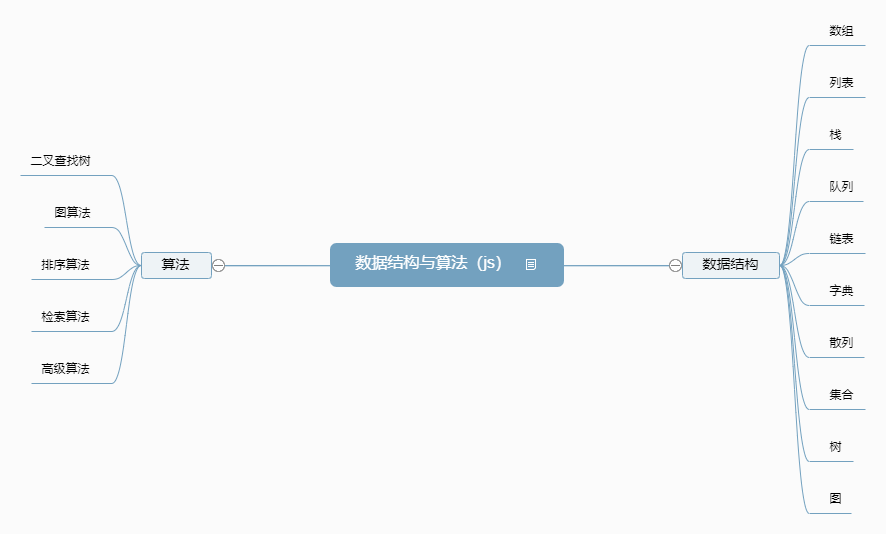 数据结构与算法（js）
算法
二叉查找树
图算法
排序算法
检索算法
高级算法
数据结构
数组
列表
栈
队列
链表
字典
散列
集合
树
图